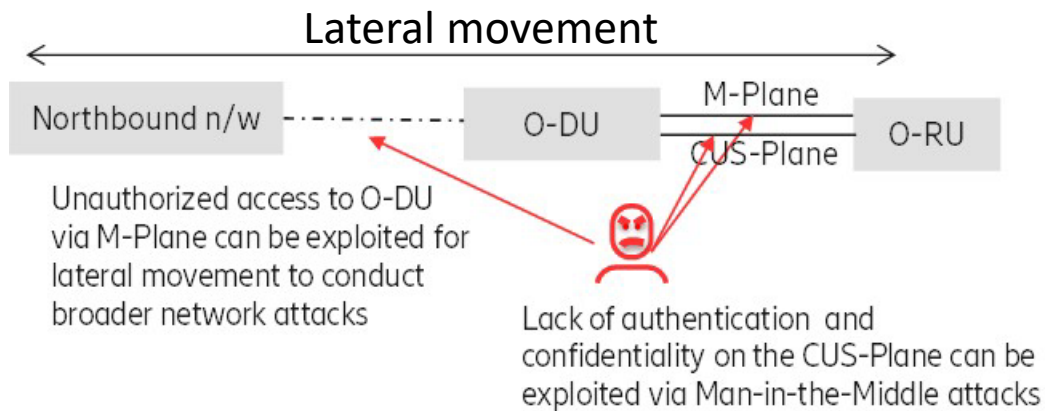 Lateral movement
Northbound n/w
O-DU
M-Plane
CUS-Plane
O-RU
Unauthorized access to O-DU
via M-Plane can be exploited for
lateral movement to conduct
broader network attacks
Lack of authentication and
confidentiality on the CUS-Plane can be
exploited via Man-in-the-Middle attacks